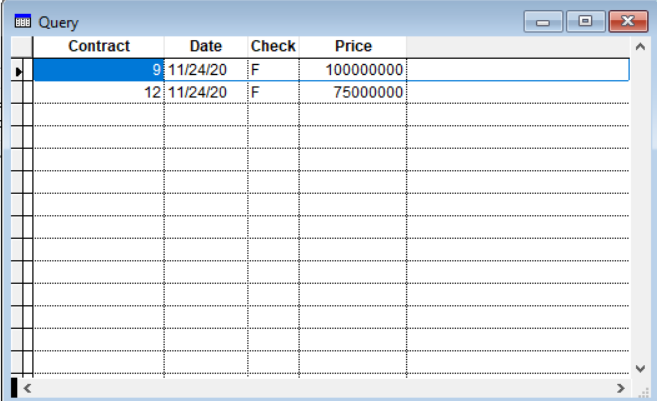 Query
Contract Date Check Price
9 11/24/20 F 100000000
12 11/24/20 F 75000000